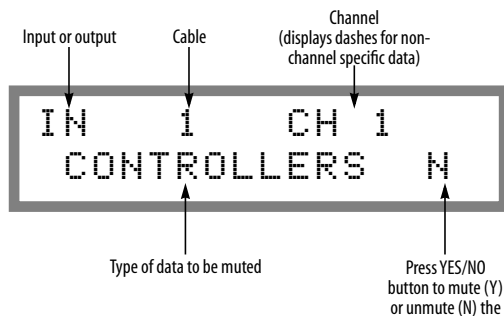 Input or output
Cable
Channel
(displays dashes for non-
channel specific data)
IN 1 CH 1
CONTROLLERS N
Type of data to be muted
Press YES/NO
button to mute (Y)
or unmute (N) the